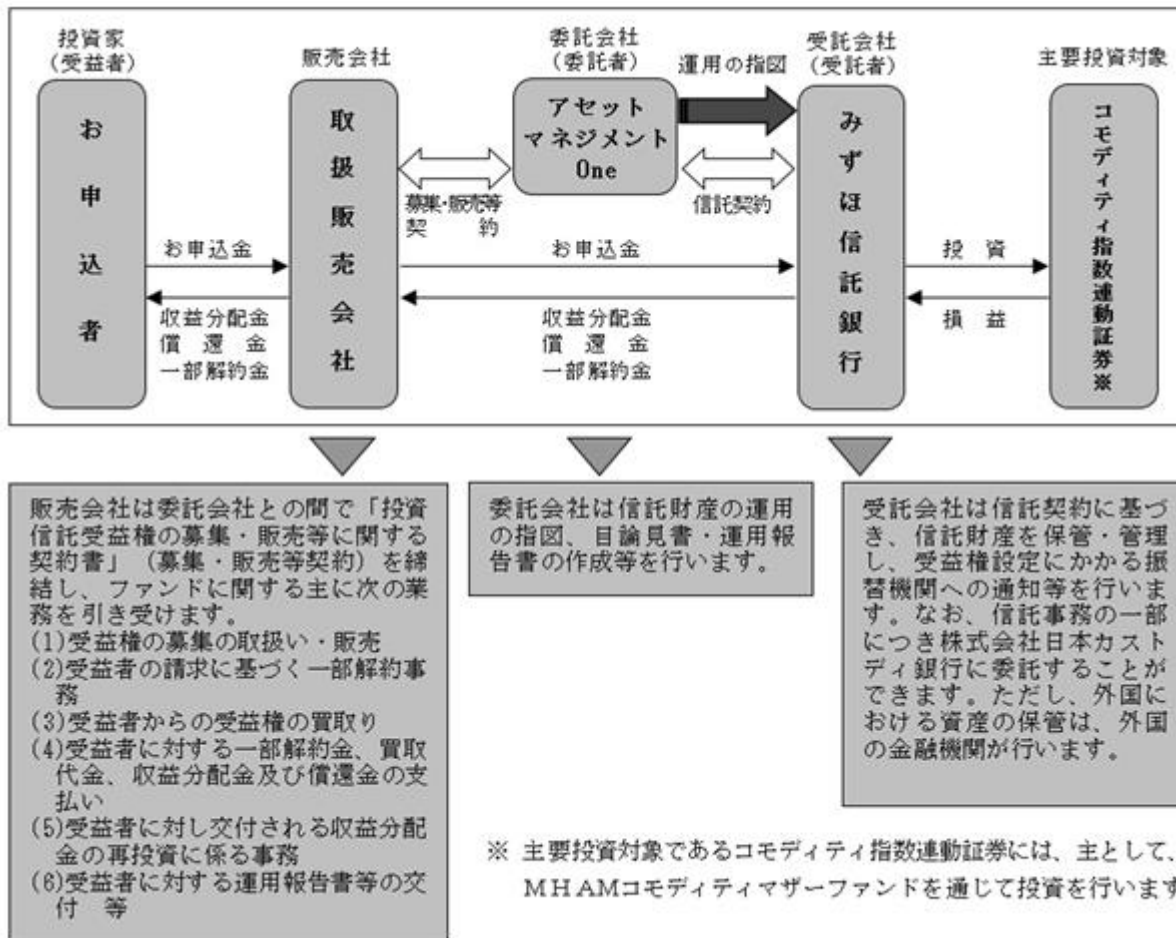 投資家
(受益者)
お申込者
販売会社
取扱販売会社
委託会社
(委託者)
アセット
マネジメント
One
運用の指図
受託会社
(受託者)
みずほ信託銀行
主要投資対象
コモディティ指数連動証券※
募集・販売等
契約
信託契約
お申込金
収益分配金
償還金
一部解約金
お申込金
収益分配金
償還金
一部解約金
投資
損益
販売会社は委託会社との間で「投資
信託受益権の募集・販売等に関する
契約書」（募集・販売等契約）を締
結し、ファンドに関する主に次の業
務を引き受けます。
(1)受益権の募集の取扱い・販売
(2)受益者の請求に基づく一部解約事
務
(3)受益者からの受益権の買取り
(4)受益者に対する一部解約金、買取
代金、収益分配金及び償還金の支
払い
(5)受益者に対し交付される収益分配
金の再投資に係る事務
(6)受益者に対する運用報告書等の交
付　等
委託会社は信託財産の運用
の指図、目論見書・運用報
告書の作成等を行います。
受託会社は信託契約に基づ
き、信託財産を保管・管理
し、受益権設定にかかる振
替機関への通知等を行いま
す。なお、信託事務の一部
につき株式会社日本カスト
ディ銀行に委託することが
できます。ただし、外国に
おける資産の保管は、外国
の金融機関が行います。
※ 主要投資対象であるコモディティ指数連動証券には、主として、
ＭＨＡＭコモディティマザーファンドを通じて投資を行います